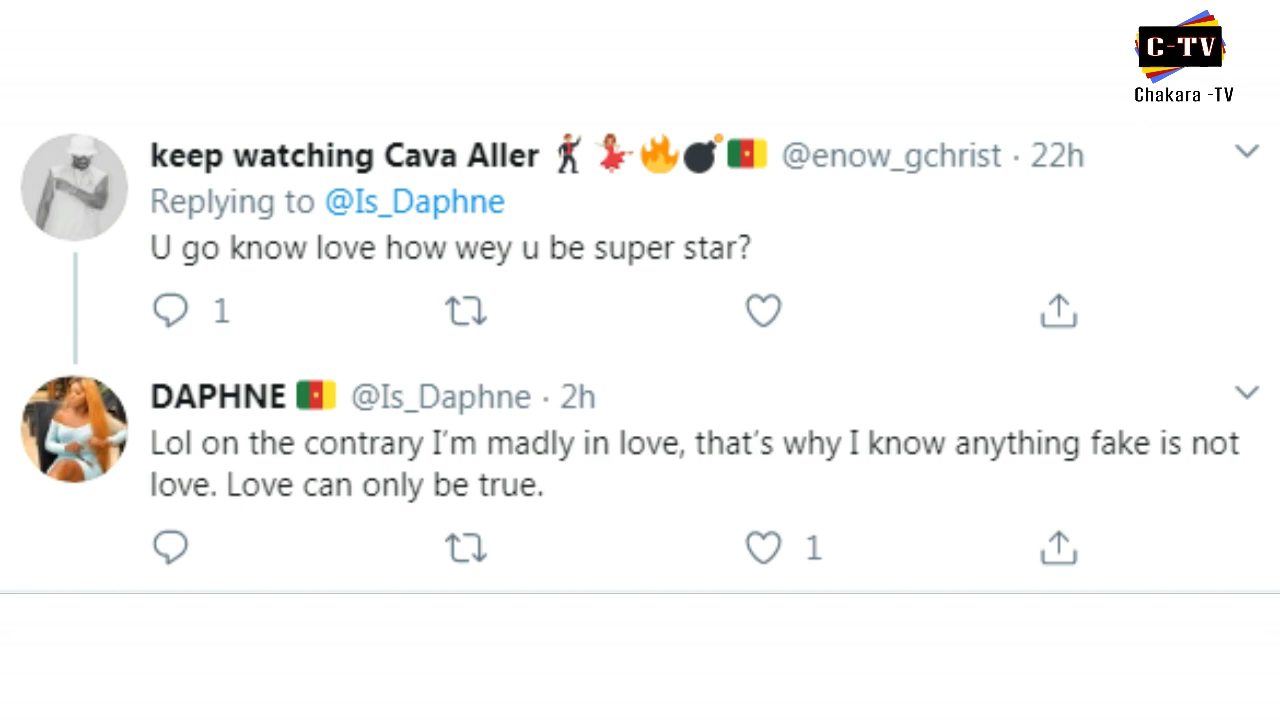 C-TV
Chakara -TV
keep watching Cava Aller 🕺💃🔥💣🇨🇲 @enow_gchrist · 22h
Replying to @Is_Daphne
U go know love how wey u be super star?
1
DAPHNE 🇨🇲 @Is_Daphne · 2h
Lol on the contrary I'm madly in love, that's why I know anything fake is not
love. Love can only be true.
1